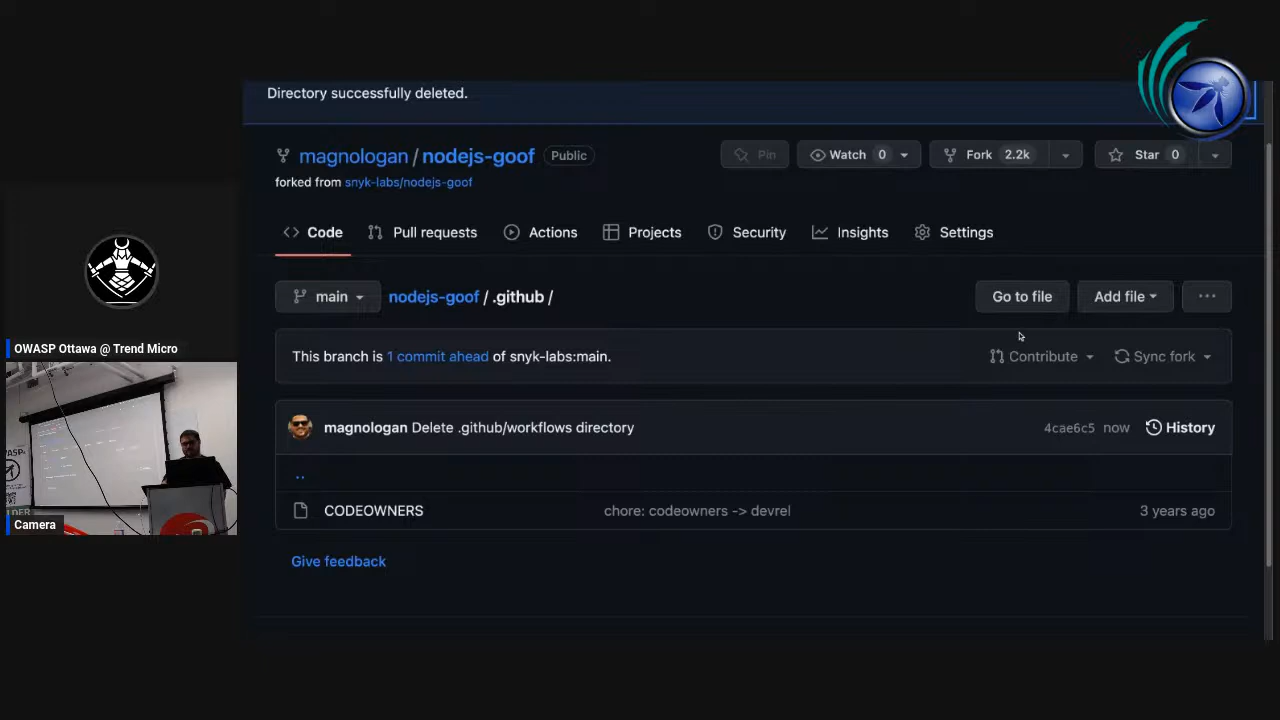 Directory successfully deleted.
magnologan / nodejs-goof Public
Pin
Watch 0
Fork 2.2k
Star 0
forked from snyk-labs/nodejs-goof
Code
Pull requests
Actions
Projects
Security
Insights
Settings
main
nodejs-goof / .github /
Go to file
Add file
This branch is 1 commit ahead of snyk-labs:main.
Contribute
Sync fork
magnologan Delete .github/workflows directory
4cae6c5 now
History
..
CODEOWNERS
chore: codeowners -> devrel
3 years ago
Give feedback
OWASP Ottawa @ Trend Micro
Camera